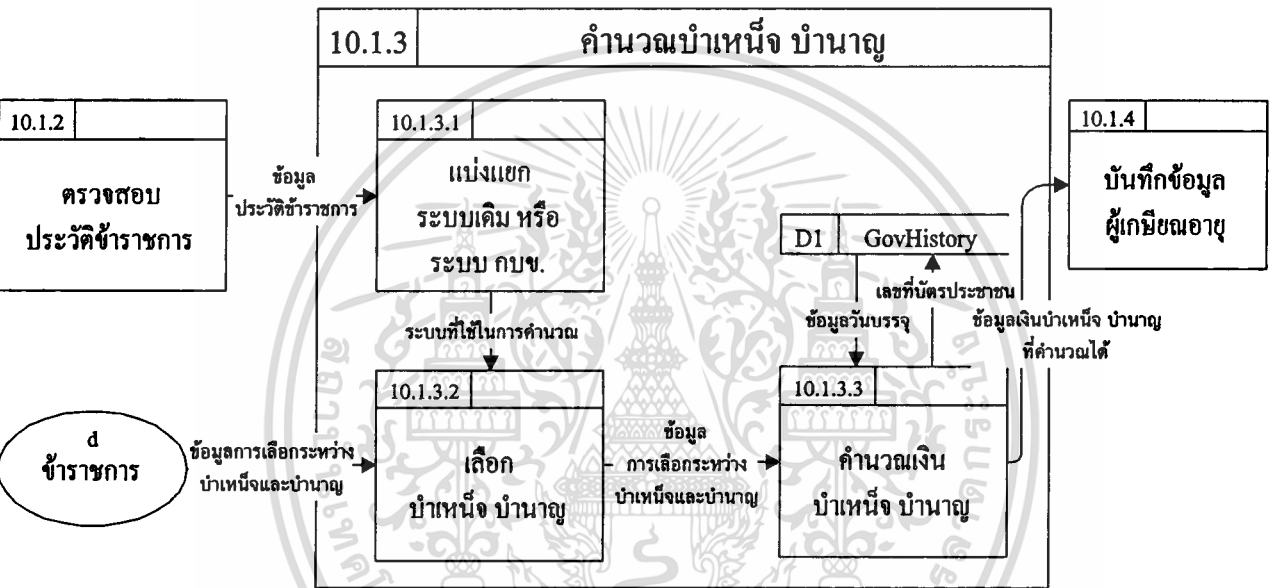 10.1.3
คำนวณบำเหน็จ บำนาญ
10.1.2
ตรวจสอบ
ประวัติข้าราชการ
ข้อมูล
ประวัติข้าราชการ
10.1.3.1
แบ่งแยก
ระบบเดิม หรือ
ระบบ กบข.
10.1.4
บันทึกข้อมูล
ผู้เกษียณอายุ
D1
GovHistory
เลขที่บัตรประชาชน
ข้อมูลวันบรรจุ
ข้อมูลเงินบำเหน็จ บำนาญ
ที่คำนวณได้
ระบบที่ใช้ในการคำนวณ
d
ข้าราชการ
ข้อมูลการเลือกระหว่าง
บำเหน็จและบำนาญ
10.1.3.2
เลือก
บำเหน็จ บำนาญ
ข้อมูล
การเลือกระหว่าง
บำเหน็จและบำนาญ
10.1.3.3
คำนวณเงิน
บำเหน็จ บำนาญ